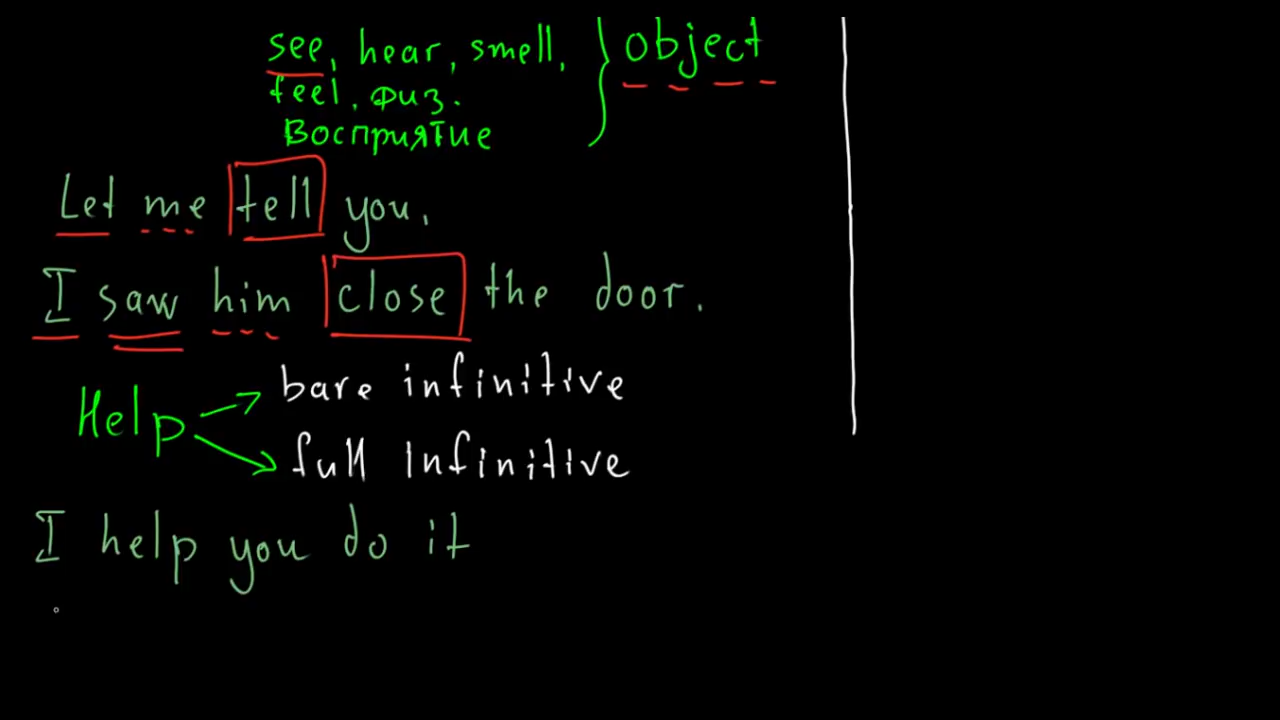 see, hear, smell, } object
feel, физ.
Восприятие
Let me tell you.
I saw him close the door.
Help → bare infinitive
→ full infinitive
I help you do it